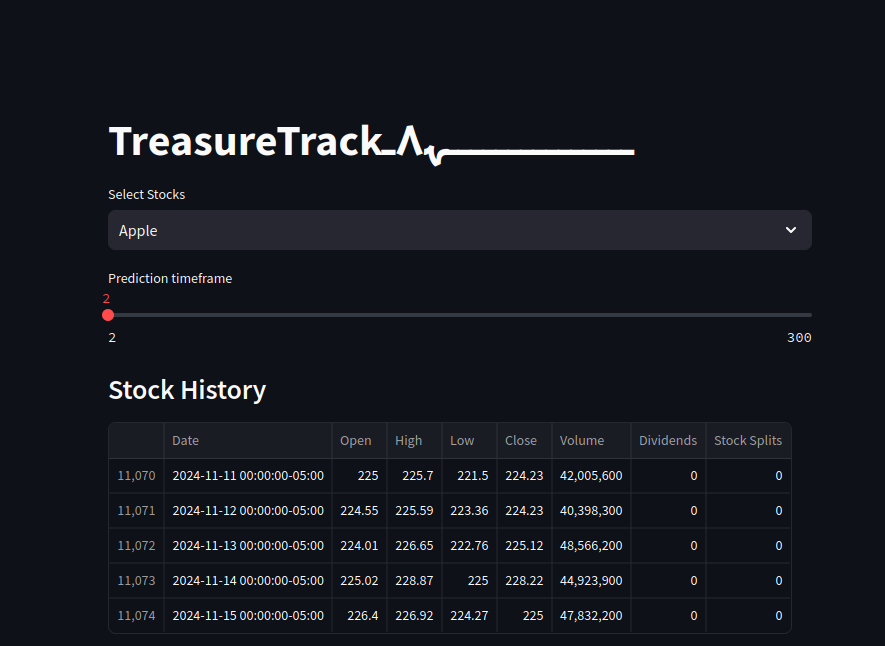 TreasureTrack
Select Stocks
Apple
Prediction timeframe
2
2 300
Stock History
Date Open High Low Close Volume Dividends Stock Splits
11,070 2024-11-11 00:00:00-05:00 225 225.7 221.5 224.23 42,005,600 0 0
11,071 2024-11-12 00:00:00-05:00 224.55 225.59 223.36 224.23 40,398,300 0 0
11,072 2024-11-13 00:00:00-05:00 224.01 226.65 222.76 225.12 48,566,200 0 0
11,073 2024-11-14 00:00:00-05:00 225.02 228.87 225 228.22 44,923,900 0 0
11,074 2024-11-15 00:00:00-05:00 226.4 226.92 224.27 225 47,832,200 0 0